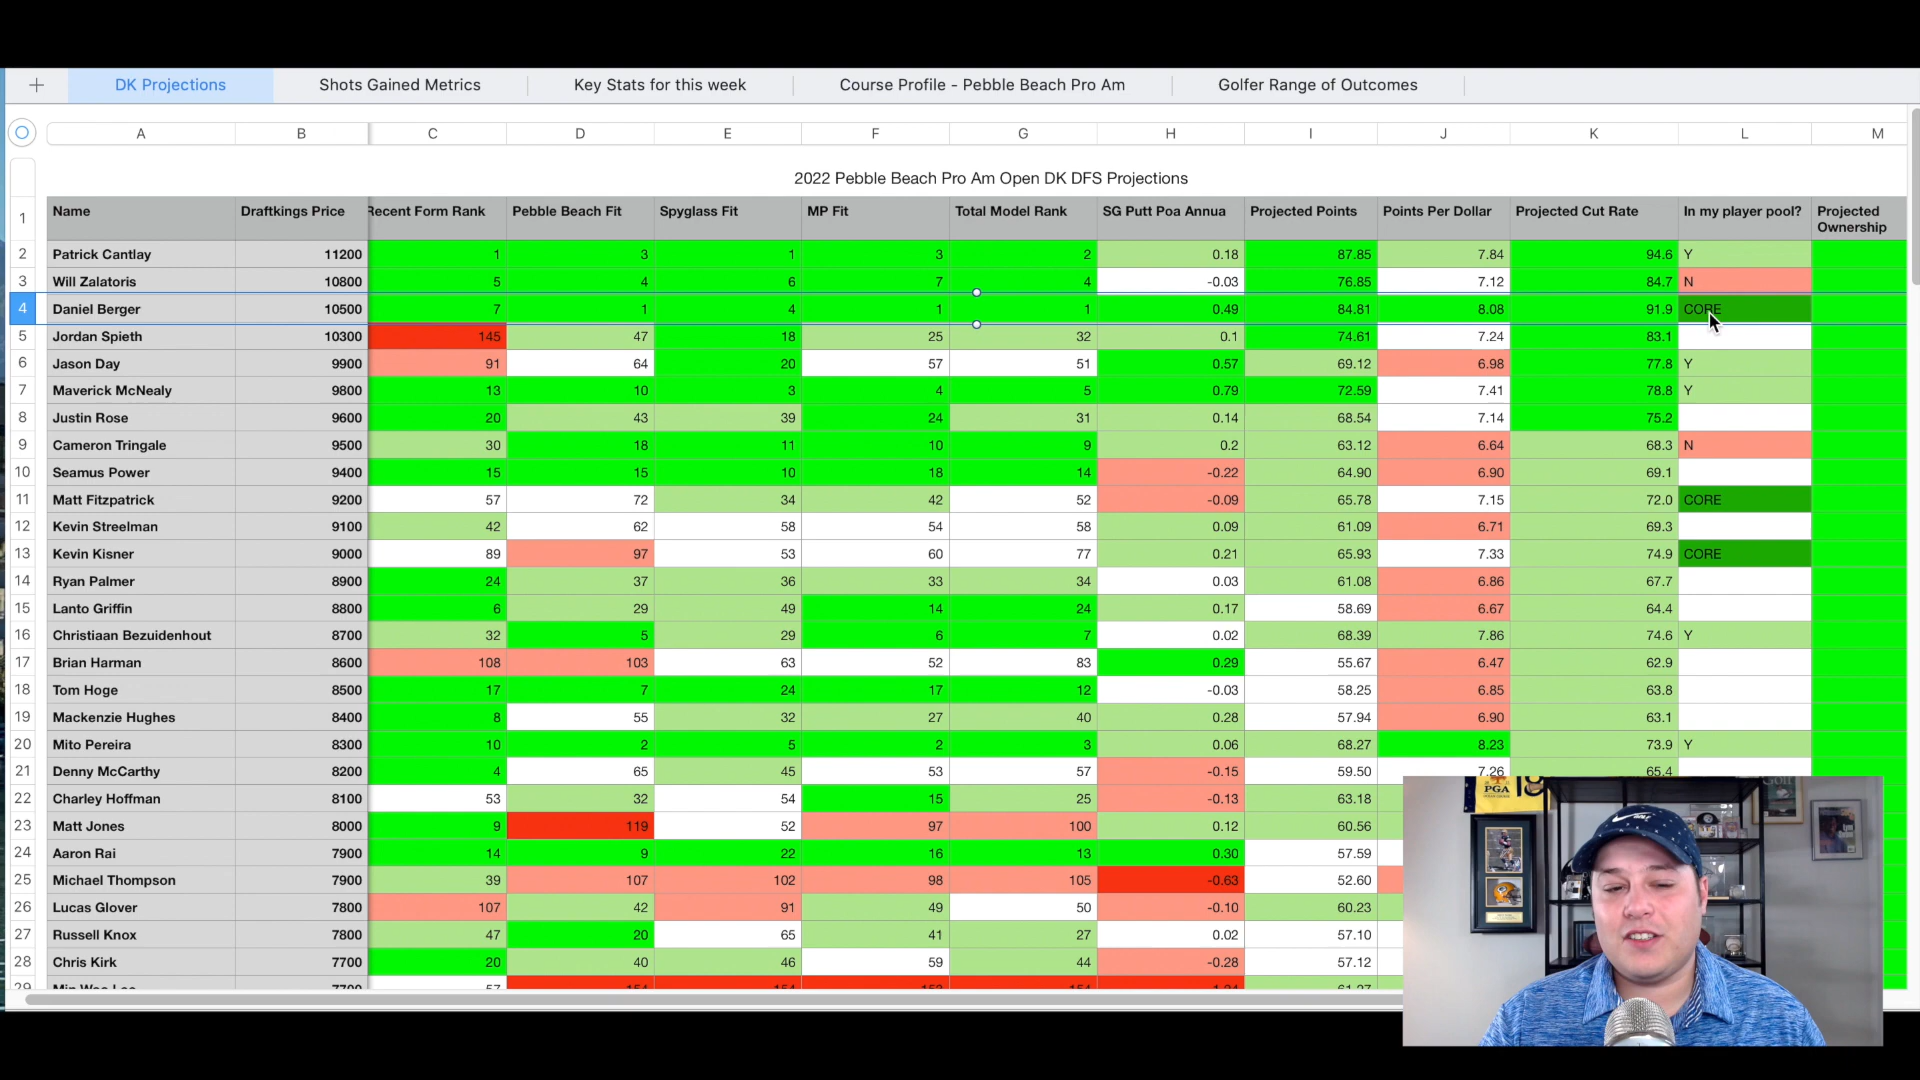 DK Projections Shots Gained Metrics Key Stats for this week Course Profile - Pebble Beach Pro Am Golfer Range of Outcomes
A B C D E F G H I J K L M
2022 Pebble Beach Pro Am Open DK DFS Projections
1 Name Draftkings Price Recent Form Rank Pebble Beach Fit Spyglass Fit MP Fit Total Model Rank SG Putt Poa Annua Projected Points Points Per Dollar Projected Cut Rate In my player pool? Projected Ownership
2 Patrick Cantlay 11200 1 3 1 3 2 0.18 87.85 7.84 94.6 Y
3 Will Zalatoris 10800 5 4 6 7 4 -0.03 76.85 7.12 84.7 N
4 Daniel Berger 10500 7 1 4 1 1 0.49 84.81 8.08 91.9 CORE
5 Jordan Spieth 10300 145 47 18 25 32 0.1 74.61 7.24 83.1
6 Jason Day 9900 91 64 20 57 51 0.57 69.12 6.98 77.8 Y
7 Maverick McNealy 9800 13 10 3 4 5 0.79 72.59 7.41 78.8 Y
8 Justin Rose 9600 20 43 39 24 31 0.14 68.54 7.14 75.2
9 Cameron Tringale 9500 30 18 11 10 9 0.2 63.12 6.64 68.3 N
10 Seamus Power 9400 15 15 10 18 14 -0.22 64.90 6.90 69.1
11 Matt Fitzpatrick 9200 57 72 34 42 52 -0.09 65.78 7.15 72.0 CORE
12 Kevin Streelman 9100 42 62 58 54 58 0.09 61.09 6.71 69.3
13 Kevin Kisner 9000 89 97 53 60 77 0.21 65.93 7.33 74.9 CORE
14 Ryan Palmer 8900 24 37 36 33 34 0.03 61.08 6.86 67.7
15 Lanto Griffin 8800 6 29 49 14 24 0.17 58.69 6.67 64.4
16 Christiaan Bezuidenhout 8700 32 5 29 6 7 0.02 68.39 7.86 74.6 Y
17 Brian Harman 8600 108 103 63 52 83 0.29 55.67 6.47 62.9
18 Tom Hoge 8500 17 7 24 17 12 -0.03 58.25 6.85 63.8
19 Mackenzie Hughes 8400 8 55 32 27 40 0.28 57.94 6.90 63.1
20 Mito Pereira 8300 10 2 5 2 3 0.06 68.27 8.23 73.9 Y
21 Denny McCarthy 8200 4 65 45 53 57 -0.15 59.50 7.26 65.4
22 Charley Hoffman 8100 53 32 54 15 25 -0.13 63.18
23 Matt Jones 8000 9 119 52 97 100 0.12 60.56
24 Aaron Rai 7900 14 9 22 16 13 0.30 57.59
25 Michael Thompson 7900 39 107 102 98 105 -0.63 52.60
26 Lucas Glover 7800 107 42 91 49 50 -0.10 60.23
27 Russell Knox 7800 47 20 65 41 27 0.02 57.10
28 Chris Kirk 7700 20 40 46 59 44 -0.28 57.12
PGA